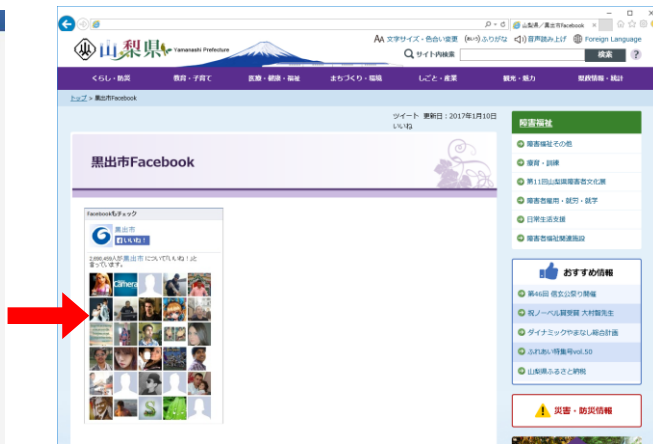 山梨県／黒出市Facebook
山梨県 Yamanashi Prefecture
文字サイズ・色合い変更 ふりがな 音声読み上げ Foreign Language
サイト内検索 検索 ?
くらし・防災 教育・子育て 医療・健康・福祉 まちづくり・環境 しごと・産業 観光・魅力 県政情報・統計
トップ > 黒出市Facebook
ツイート 更新日：2017年1月10日
いいね
黒出市Facebook
Facebookもチェック
黒出市
いいね！
黒出市 について「いいね！」と
言っています。
Camera
障害福祉
障害福祉その他
療育・訓練
第11回山梨県障害者文化展
障害者雇用・就労・就学
日常生活支援
障害者福祉関連施設
おすすめ情報
第46回 信玄公祭り開催
祝ノーベル賞受賞 大村智先生
ダイナミックやまなし総合計画
ふれあい特集号vol.50
山梨県ふるさと納税
災害・防災情報